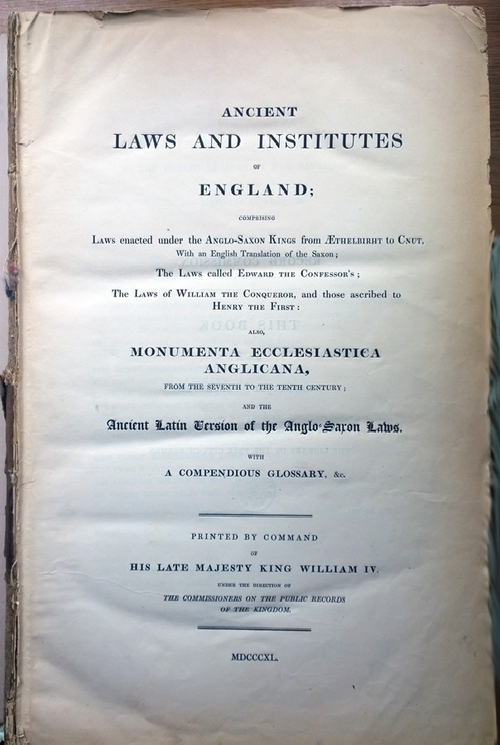 ANCIENT
LAWS AND INSTITUTES
OF
ENGLAND;
COMPRISING
Laws enacted under the Anglo-Saxon Kings from Æthelbirht to Cnut,
With an English Translation of the Saxon;
The Laws called Edward the Confessor's;
The Laws of William the Conqueror, and those ascribed to
Henry the First:
ALSO,
MONUMENTA ECCLESIASTICA
ANGLICANA,
FROM THE SEVENTH TO THE TENTH CENTURY;
AND THE
Ancient Latin Version of the Anglo-Saxon Laws.
WITH
A COMPENDIOUS GLOSSARY, &c.
PRINTED BY COMMAND
OF
HIS LATE MAJESTY KING WILLIAM IV.
UNDER THE DIRECTION OF
THE COMMISSIONERS ON THE PUBLIC RECORDS
OF THE KINGDOM.
MDCCCXL.